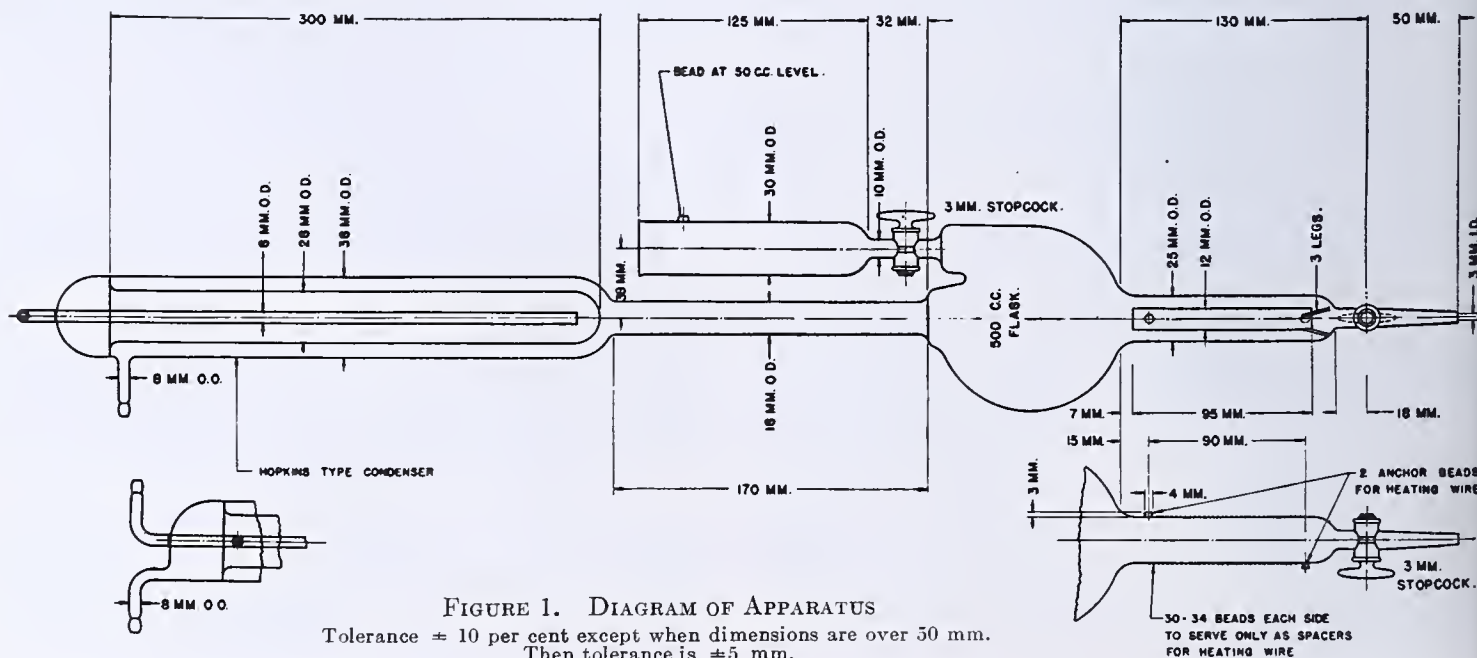 300 MM.
125 MM.
32 MM.
130 MM.
50 MM.
BEAD AT 50 CC. LEVEL.
6 MM. O.D.
26 MM O.D.
36 MM. O.D.
38 MM.
30 MM. O.D.
10 MM. O.D.
3 MM. STOPCOCK.
500 C.C.
FLASK.
25 MM. O.D.
12 MM. O.D.
3 LEGS.
3 MM. I.D.
8 MM. O.D.
16 MM. O.D.
7 MM.
95 MM.
18 MM.
15 MM.
90 MM.
HOPKINS TYPE CONDENSER
170 MM.
3 MM.
4 MM.
2 ANCHOR BEADS
FOR HEATING WIRE
8 MM. O.D.
3 MM.
STOPCOCK.
30-34 BEADS EACH SIDE
TO SERVE ONLY AS SPACERS
FOR HEATING WIRE
FIGURE 1. DIAGRAM OF APPARATUS
Tolerance ± 10 per cent except when dimensions are over 50 mm.
Then tolerance is ±5 mm.